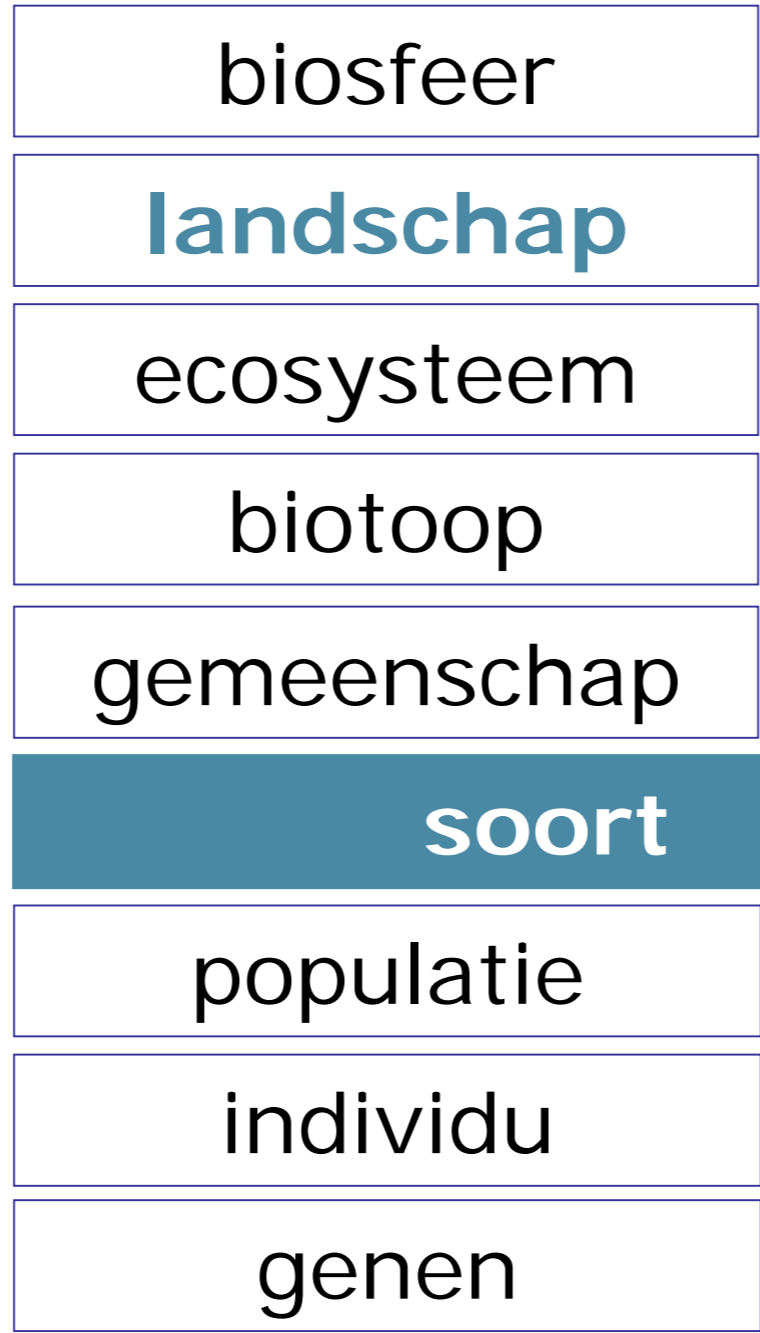 biosfeer
landschap
ecosysteem
biotoop
gemeenschap
soort
populatie
individu
genen